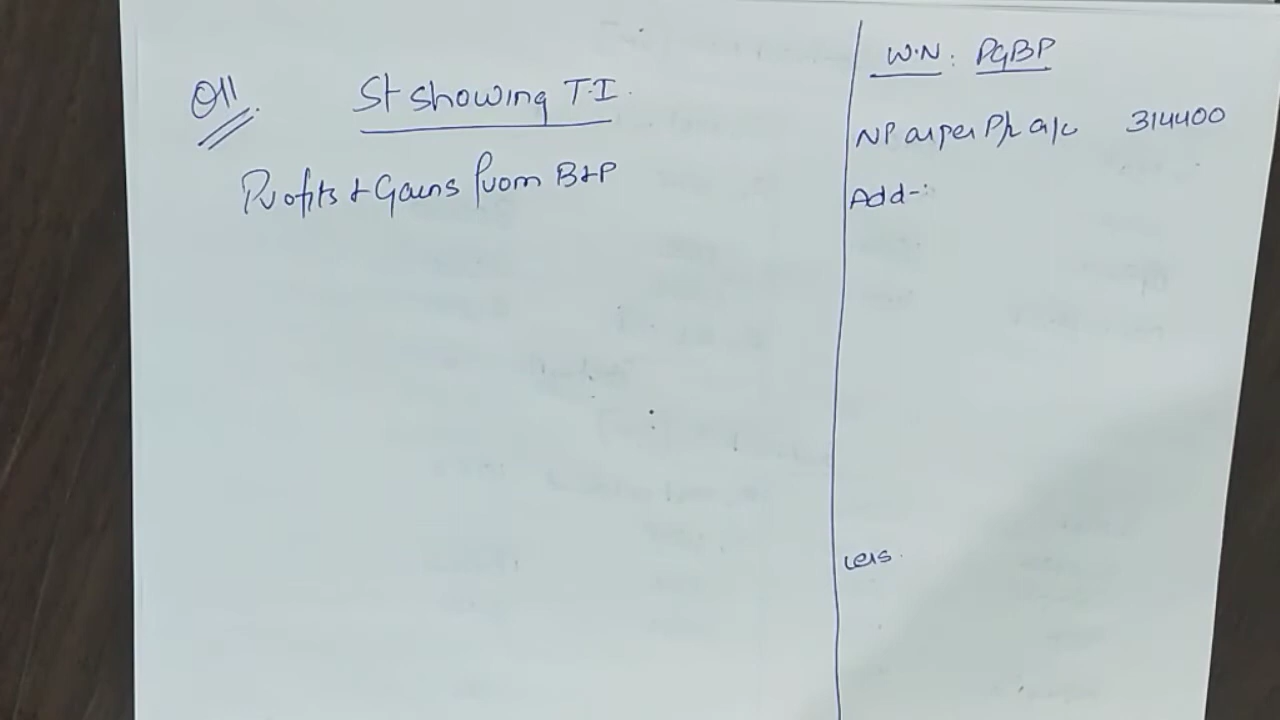 Q11. St showing T.I.
Profits & Gains from B&P
W.N: PGBP
NP as per P/L a/c 314400
Add-:
Less.